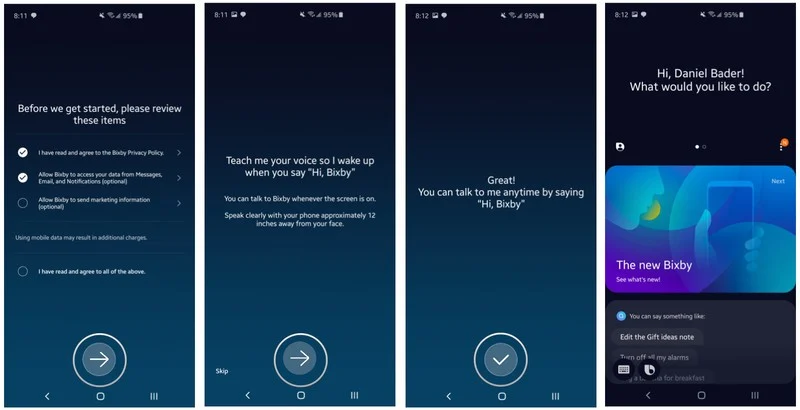 8:11
95%
Before we get started, please review
these items
I have read and agree to the Bixby Privacy Policy.
Allow Bixby to access your data from Messages,
Email, and Notifications (optional)
Allow Bixby to send marketing information
(optional)
Using mobile data may result in additional charges.
I have read and agree to all of the above.
8:11
95%
Teach me your voice so I wake up
when you say "Hi, Bixby"
You can talk to Bixby whenever the screen is on.
Speak clearly with your phone approximately 12
inches away from your face.
Skip
8:12
95%
Great!
You can talk to me anytime by saying
"Hi, Bixby"
8:12
95%
Hi, Daniel Bader!
What would you like to do?
Next
The new Bixby
See what's new!
You can say something like:
Edit the Gift ideas note
Turn off all my alarms
for breakfast